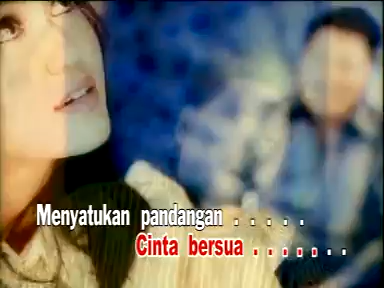 Menyatukan pandangan . . . . .
Cinta bersua . . . . . . .